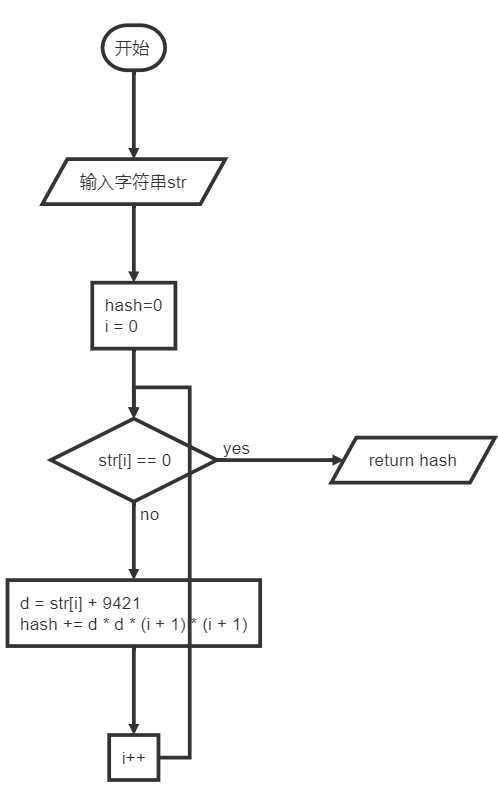 开始
输入字符串str
hash=0
i = 0
str[i] == 0
yes
return hash
no
d = str[i] + 9421
hash += d * d * (i + 1) * (i + 1)
i++